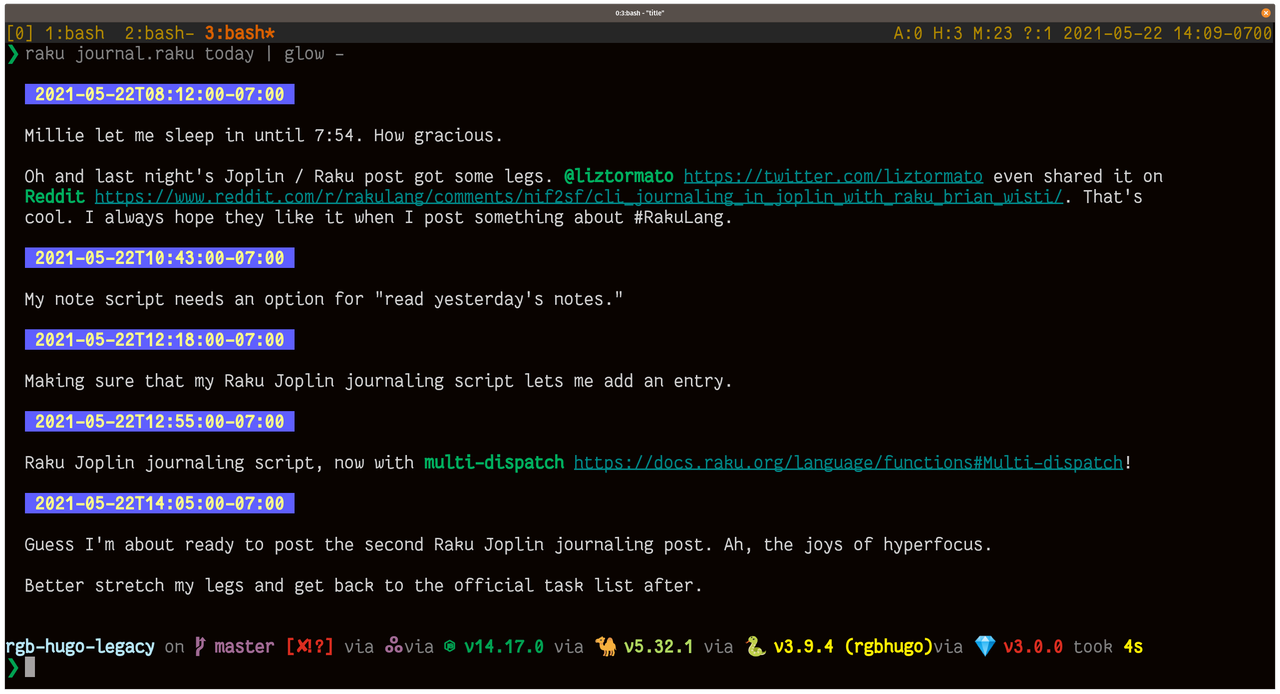 0:3:bash - "title"
[0] 1:bash  2:bash- 3:bash* A:0 H:3 M:23 ?:1 2021-05-22 14:09-0700
❯ raku journal.raku today | glow -
2021-05-22T08:12:00-07:00
Millie let me sleep in until 7:54. How gracious.
Oh and last night's Joplin / Raku post got some legs. @liztormato https://twitter.com/liztormato even shared it on
Reddit https://www.reddit.com/r/rakulang/comments/nif2sf/cli_journaling_in_joplin_with_raku_brian_wisti/. That's
cool. I always hope they like it when I post something about #RakuLang.
2021-05-22T10:43:00-07:00
My note script needs an option for "read yesterday's notes."
2021-05-22T12:18:00-07:00
Making sure that my Raku Joplin journaling script lets me add an entry.
2021-05-22T12:55:00-07:00
Raku Joplin journaling script, now with multi-dispatch https://docs.raku.org/language/functions#Multi-dispatch!
2021-05-22T14:05:00-07:00
Guess I'm about ready to post the second Raku Joplin journaling post. Ah, the joys of hyperfocus.
Better stretch my legs and get back to the official task list after.
rgb-hugo-legacy on master [✘!?] via via v14.17.0 via 🐪 v5.32.1 via 🐍 v3.9.4 (rgbhugo)via 💎 v3.0.0 took 4s
❯